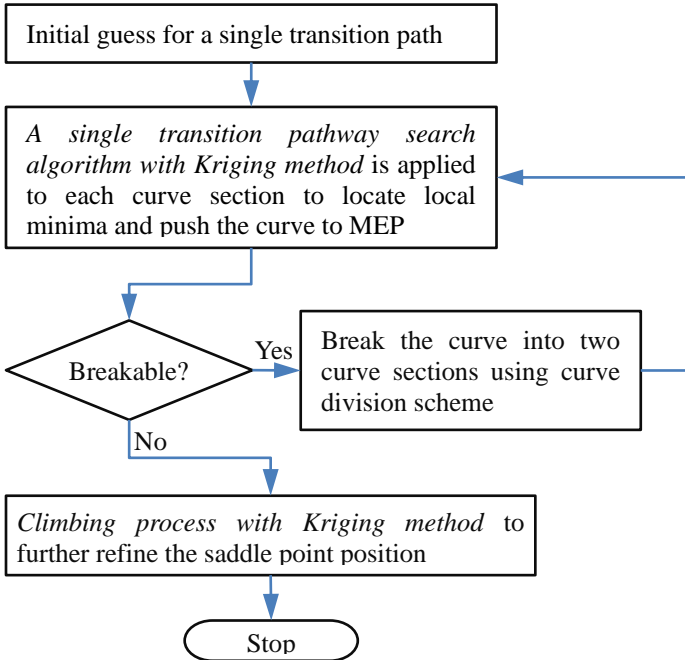 Initial guess for a single transition path
A single transition pathway search
algorithm with Kriging method is applied
to each curve section to locate local
minima and push the curve to MEP
Breakable?
Yes
Break the curve into two
curve sections using curve
division scheme
No
Climbing process with Kriging method to
further refine the saddle point position
Stop